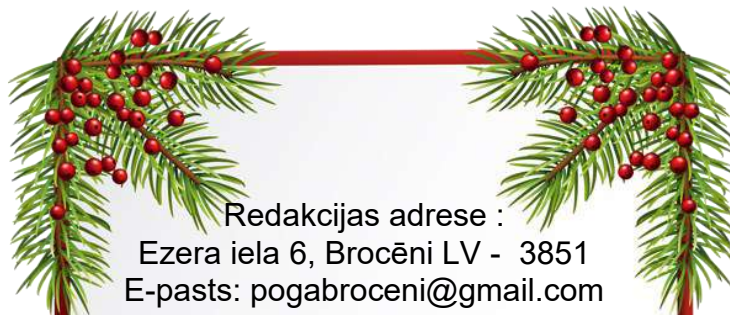 Redakcijas adrese :
Ezera iela 6, Brocēni LV - 3851
E-pasts: pogabroceni@gmail.com